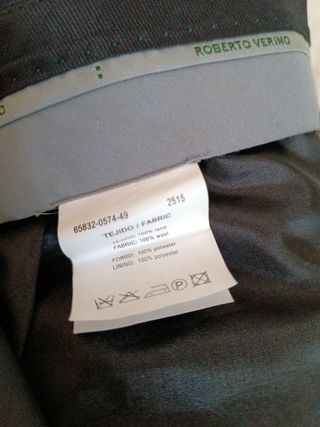 ROBERTO VERINO
O
65832-0574-49 2515
TEJIDO / FABRIC
TEJIDO: 100% lana
FABRIC: 100% wool
FORRO: 100% polyester
LINING: 100% polyester
P